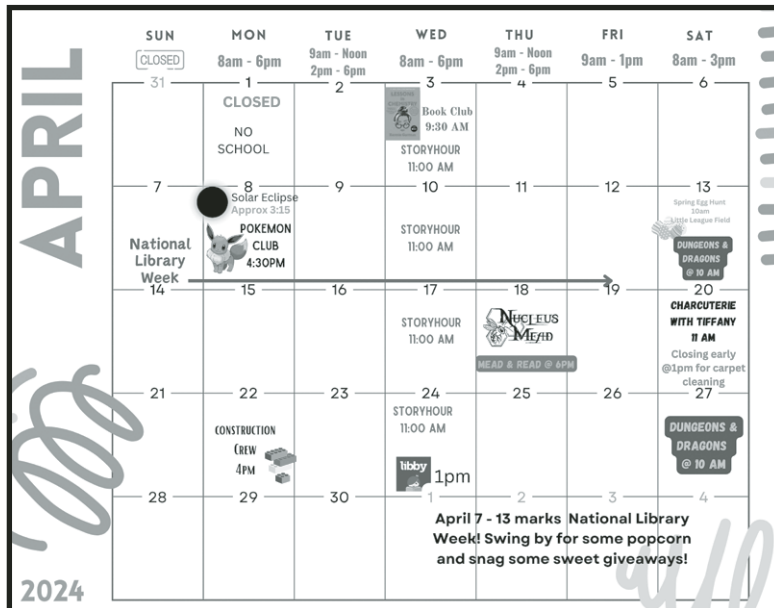 APRIL
SUN MON TUE WED THU FRI SAT
CLOSED 8am - 6pm 9am - Noon 8am - 6pm 9am - Noon 9am - 1pm 8am - 3pm
2pm - 6pm 2pm - 6pm
31 1 2 3 4 5 6
CLOSED
NO
SCHOOL
LESSONS
CHEMISTRY
Book Club
9:30 AM
STORYHOUR
11:00 AM
7 8 9 10 11 12 13
National
Library
Week
Solar Eclipse
Approx 3:15
POKEMON
CLUB
4:30PM
STORYHOUR
11:00 AM
Spring Egg Hunt
10am
Little League Field
DUNGEONS &
DRAGONS
@ 10 AM
14 15 16 17 18 19 20
STORYHOUR
11:00 AM
NUCLEUS
MEAD
MEAD & READ @ 6PM
CHARCUTERIE
WITH TIFFANY
11 AM
Closing early
@1pm for carpet
cleaning
21 22 23 24 25 26 27
CONSTRUCTION
CREW
4PM
STORYHOUR
11:00 AM
libby
1pm
DUNGEONS &
DRAGONS
@ 10 AM
28 29 30 1 2 3 4
April 7 - 13 marks National Library
Week! Swing by for some popcorn
and snag some sweet giveaways!
2024